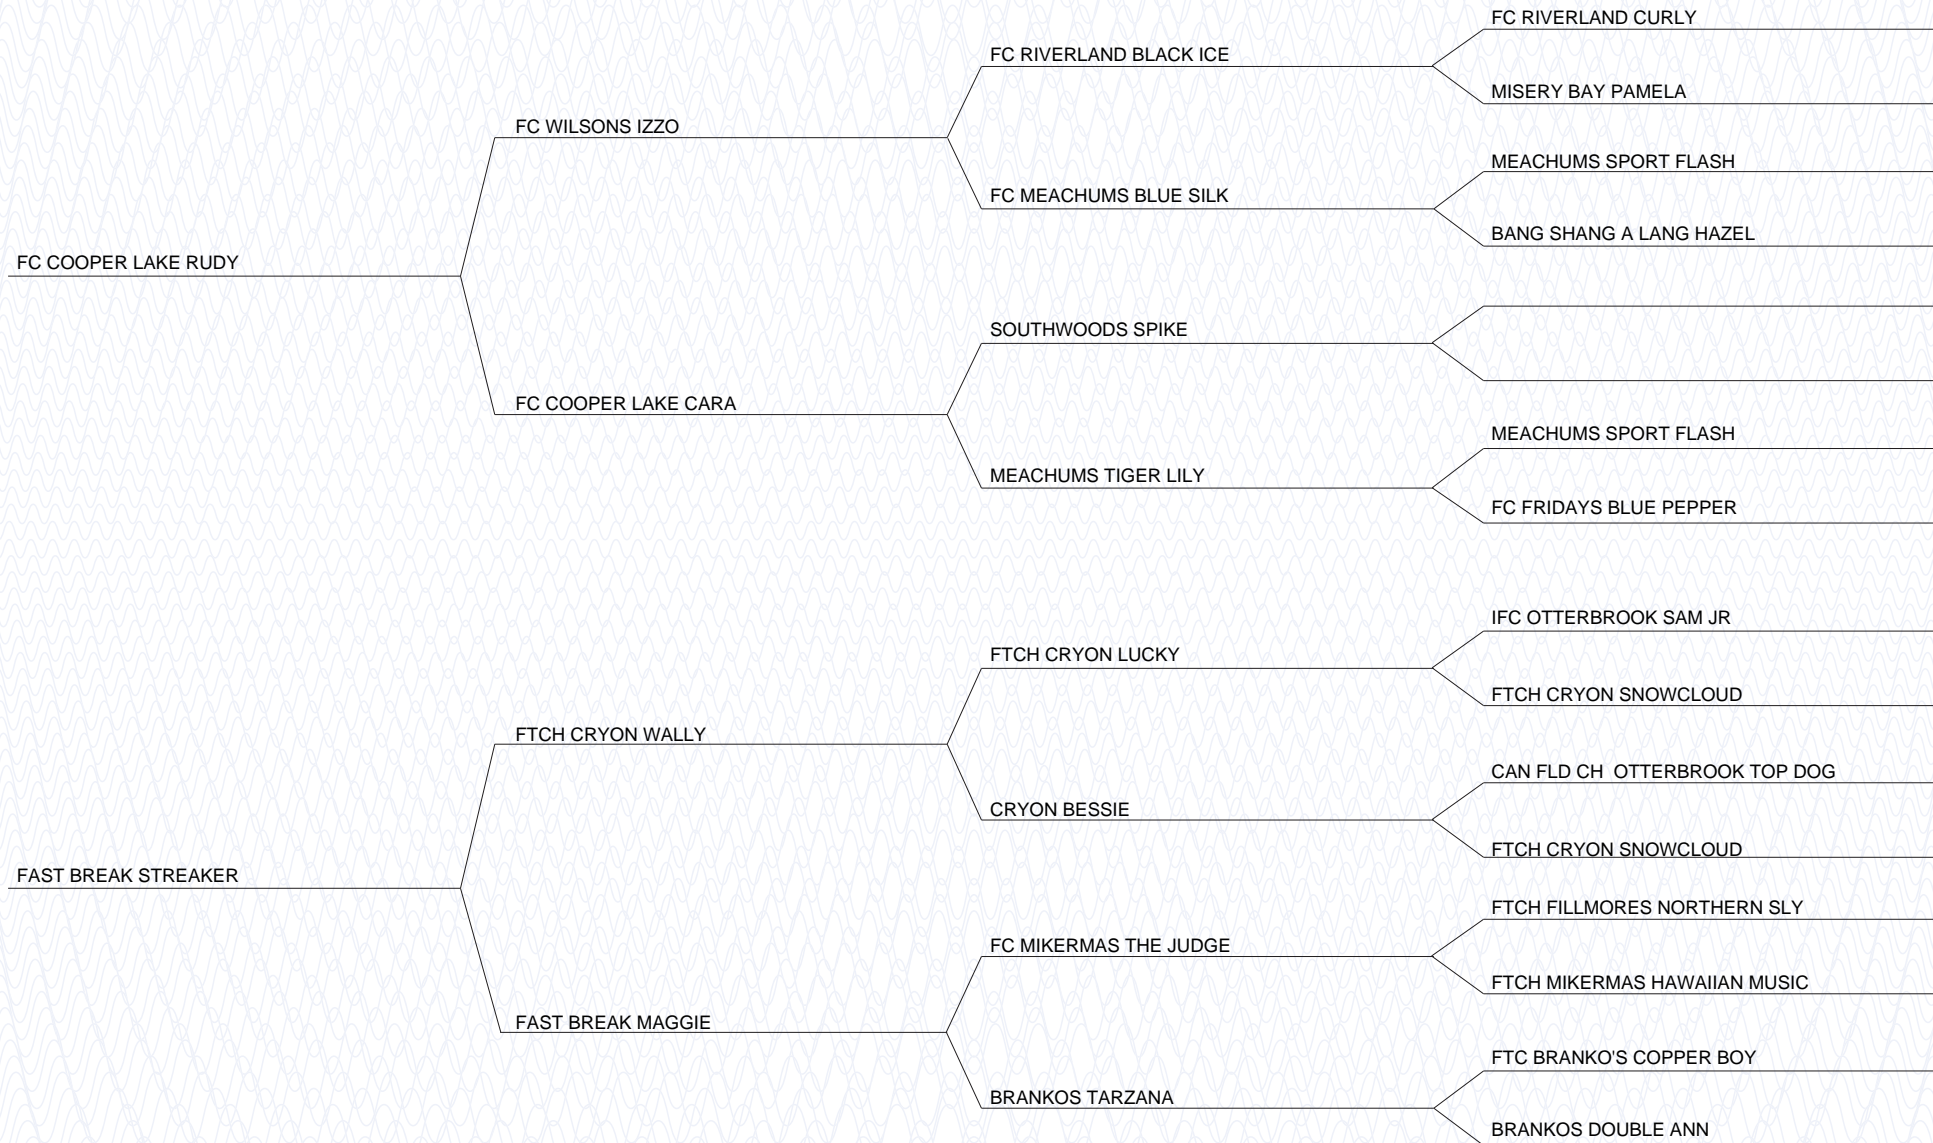 FC RIVERLAND CURLY
FC RIVERLAND BLACK ICE
MISERY BAY PAMELA
FC WILSONS IZZO
MEACHUMS SPORT FLASH
FC MEACHUMS BLUE SILK
BANG SHANG A LANG HAZEL
FC COOPER LAKE RUDY
SOUTHWOODS SPIKE
FC COOPER LAKE CARA
MEACHUMS SPORT FLASH
MEACHUMS TIGER LILY
FC FRIDAYS BLUE PEPPER
IFC OTTERBROOK SAM JR
FTCH CRYON LUCKY
FTCH CRYON SNOWCLOUD
FTCH CRYON WALLY
CAN FLD CH  OTTERBROOK TOP DOG
CRYON BESSIE
FTCH CRYON SNOWCLOUD
FAST BREAK STREAKER
FTCH FILLMORES NORTHERN SLY
FC MIKERMAS THE JUDGE
FTCH MIKERMAS HAWAIIAN MUSIC
FAST BREAK MAGGIE
FTC BRANKO'S COPPER BOY
BRANKOS TARZANA
BRANKOS DOUBLE ANN